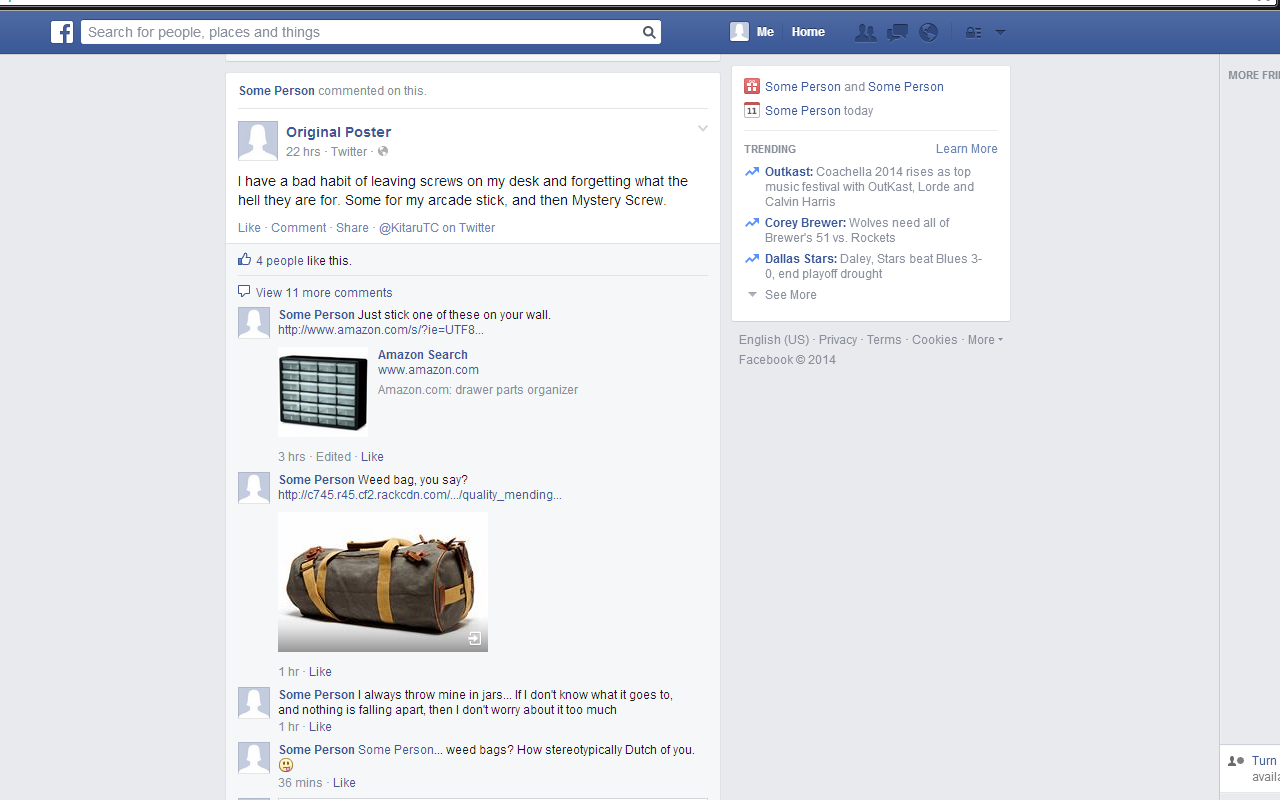 Search for people, places and things
Me Home
Some Person commented on this.
Original Poster
22 hrs · Twitter ·
I have a bad habit of leaving screws on my desk and forgetting what the
hell they are for. Some for my arcade stick, and then Mystery Screw.
Like · Comment · Share · @KitaruTC on Twitter
4 people like this.
View 11 more comments
Some Person Just stick one of these on your wall.
http://www.amazon.com/s/?ie=UTF8...
Amazon Search
www.amazon.com
Amazon.com: drawer parts organizer
3 hrs · Edited · Like
Some Person Weed bag, you say?
http://c745.r45.cf2.rackcdn.com/.../quality_mending...
1 hr · Like
Some Person I always throw mine in jars... If I don't know what it goes to,
and nothing is falling apart, then I don't worry about it too much
1 hr · Like
Some Person Some Person... weed bags? How stereotypically Dutch of you.
36 mins · Like
Some Person and Some Person
11 Some Person today
TRENDING Learn More
Outkast: Coachella 2014 rises as top
music festival with OutKast, Lorde and
Calvin Harris
Corey Brewer: Wolves need all of
Brewer's 51 vs. Rockets
Dallas Stars: Daley, Stars beat Blues 3-
0, end playoff drought
See More
English (US) · Privacy · Terms · Cookies · More
Facebook © 2014
MORE FRI
Turn
availa